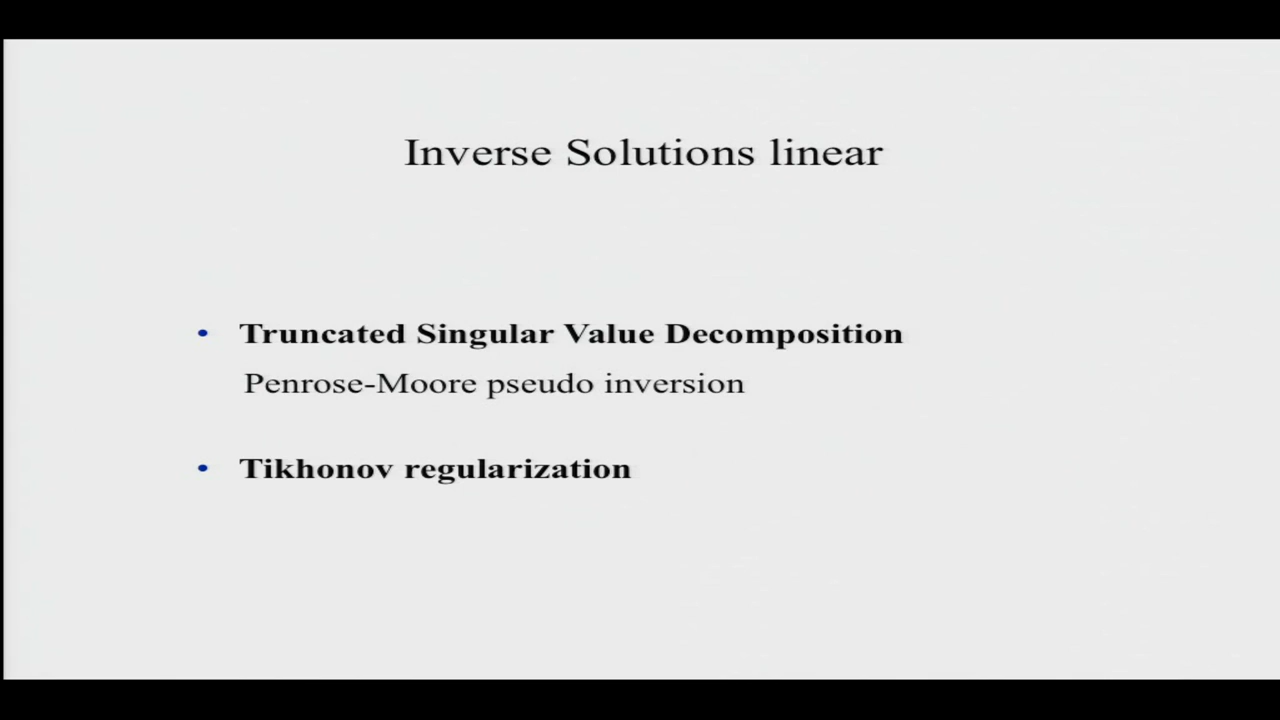 Inverse Solutions linear
• Truncated Singular Value Decomposition
Penrose-Moore pseudo inversion
• Tikhonov regularization